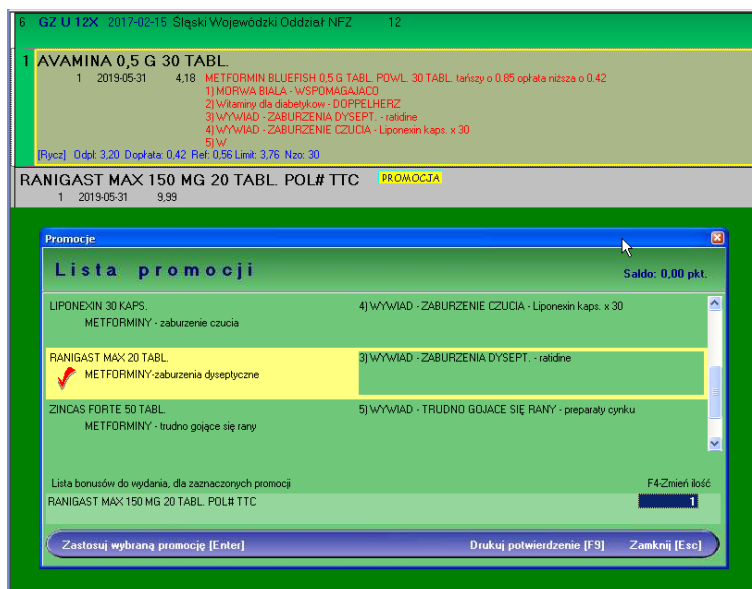 6 GZ U 12X 2017-02-15 Śląski Wojewódzki Oddział NFZ 12
1 AVAMINA 0,5 G 30 TABL.
1 2019-05-31 4,18 METFORMIN BLUEFISH 0,5 G TABL. POWL. 30 TABL. tańszy o 0.85 opłata niższa o 0.42
1) MORWA BIALA - WSPOMAGAJACO
2) Witaminy dla diabetykow - DOPPELHERZ
3) WYWIAD - ZABURZENIA DYSEPT. - ratidine
4) WYWIAD - ZABURZENIE CZUCIA - Liponexin kaps. x 30
5) W
[Rycz] Odpł: 3,20 Dopłata: 0,42 Ref: 0,56 Limit: 3,76 Nzo: 30
RANIGAST MAX 150 MG 20 TABL. POL# TTC PROMOCJA
1 2019-05-31 9,99
Promocje
Lista promocji Saldo: 0,00 pkt.
LIPONEXIN 30 KAPS. 4) WYWIAD - ZABURZENIE CZUCIA - Liponexin kaps. x 30
METFORMINY - zaburzenie czucia
RANIGAST MAX 20 TABL. 3) WYWIAD - ZABURZENIA DYSEPT. - ratidine
METFORMINY-zaburzenia dyseptyczne
ZINCAS FORTE 50 TABL. 5) WYWIAD - TRUDNO GOJACE SIĘ RANY - preparaty cynku
METFORMINY - trudno gojące się rany
Lista bonusów do wydania, dla zaznaczonych promocji F4-Zmień ilość
RANIGAST MAX 150 MG 20 TABL. POL# TTC 1
Zastosuj wybraną promocję [Enter] Drukuj potwierdzenie [F9] Zamknij [Esc]